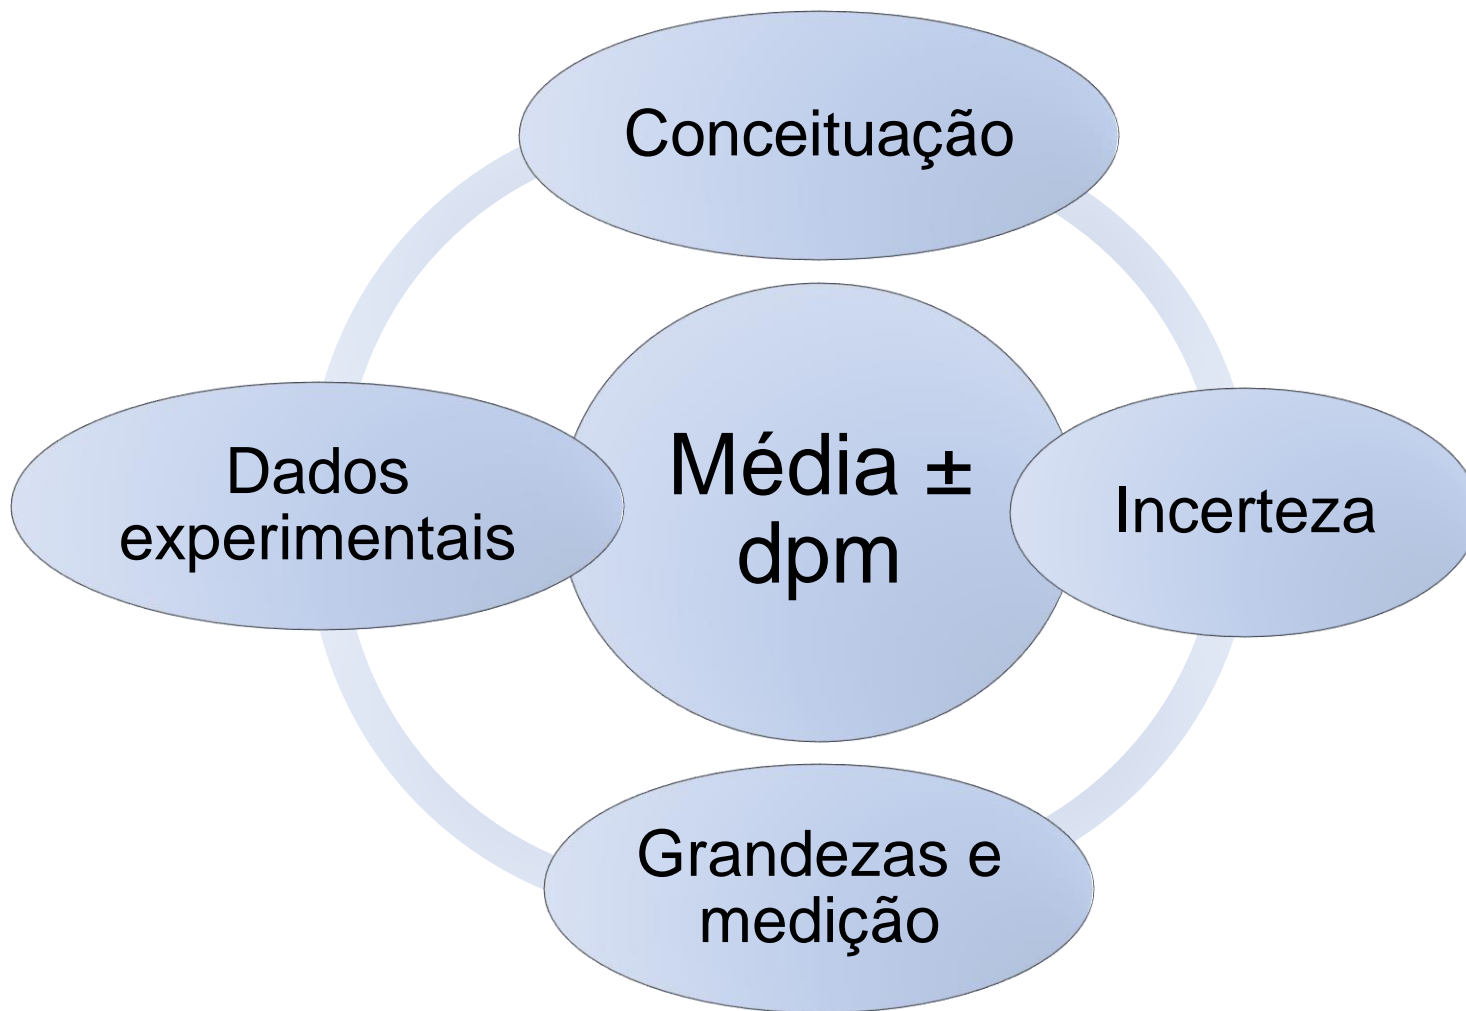 Conceituação
Dados
experimentais
Média ±
dpm
Incerteza
Grandezas e
medição